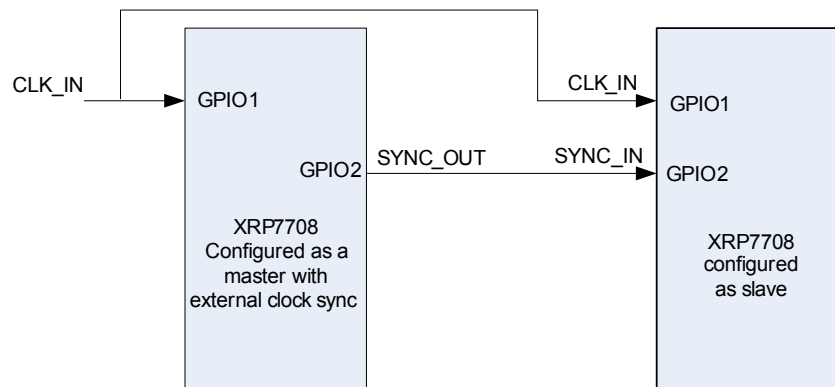 CLK_IN
GPIO1
CLK_IN
GPIO1
GPIO2
SYNC_OUT
SYNC_IN
GPIO2
XRP7708
Configured as a
master with
external clock sync
XRP7708
configured
as slave